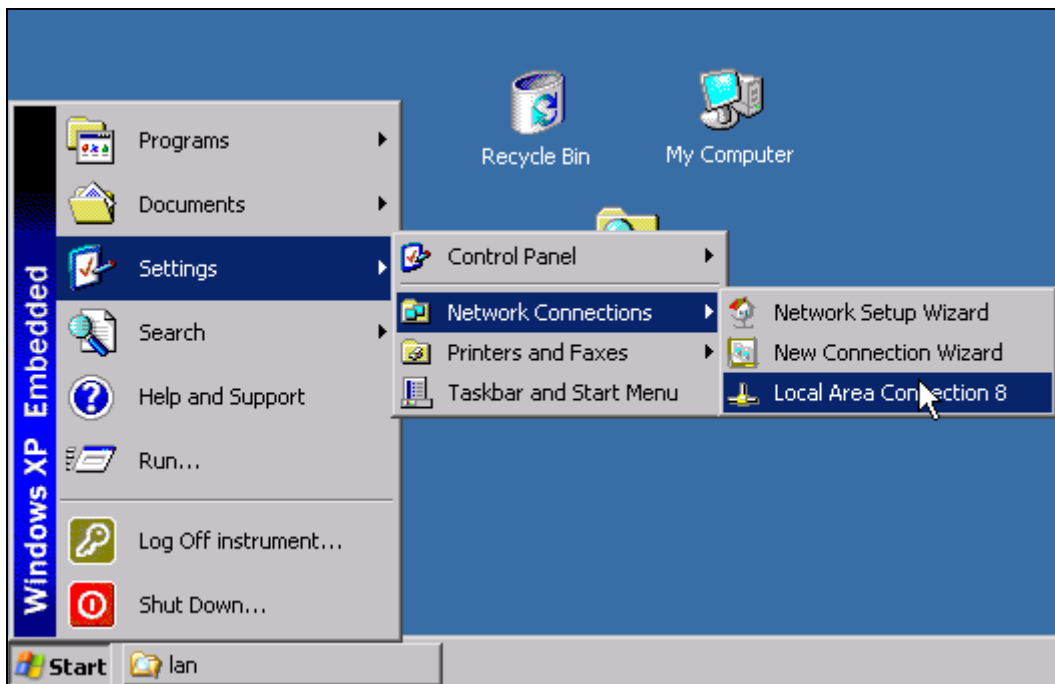 Recycle Bin
My Computer
Programs
Documents
Settings
Search
Help and Support
Run...
Log Off instrument...
Shut Down...
Windows XP Embedded
Control Panel
Network Connections
Printers and Faxes
Taskbar and Start Menu
Network Setup Wizard
New Connection Wizard
Local Area Connection 8
Start
lan